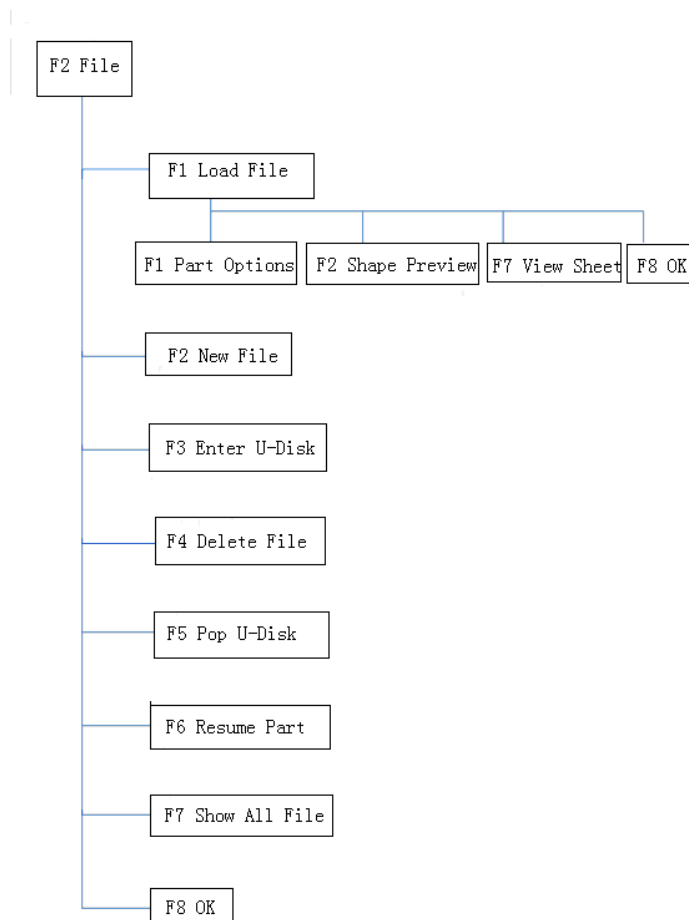 F2 File
F1 Load File
F1 Part Options
F2 Shape Preview
F7 View Sheet
F8 OK
F2 New File
F3 Enter U-Disk
F4 Delete File
F5 Pop U-Disk
F6 Resume Part
F7 Show All File
F8 OK